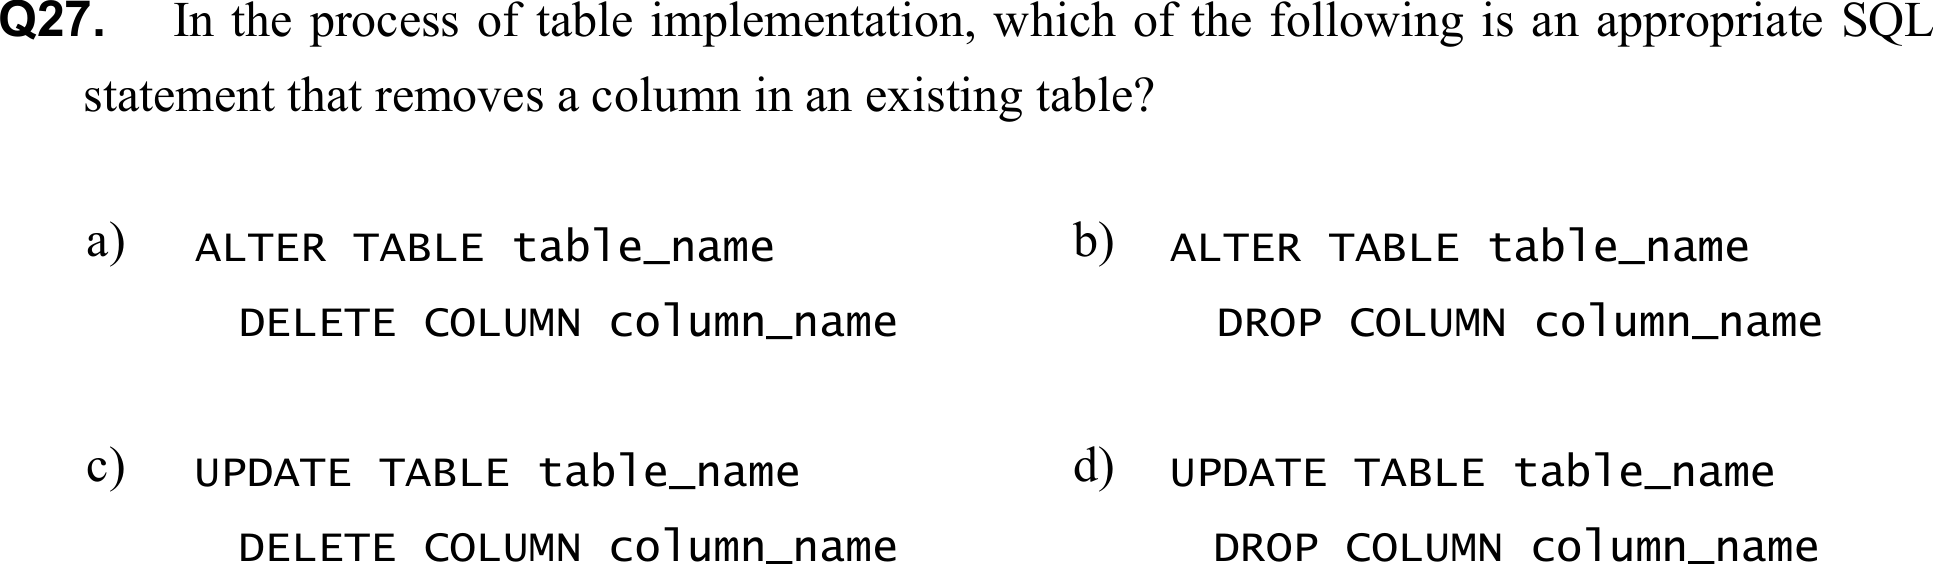 Q27. In the process of table implementation, which of the following is an appropriate SQL
statement that removes a column in an existing table?
a) ALTER TABLE table_name
DELETE COLUMN column_name
b) ALTER TABLE table_name
DROP COLUMN column_name
c) UPDATE TABLE table_name
DELETE COLUMN column_name
d) UPDATE TABLE table_name
DROP COLUMN column_name